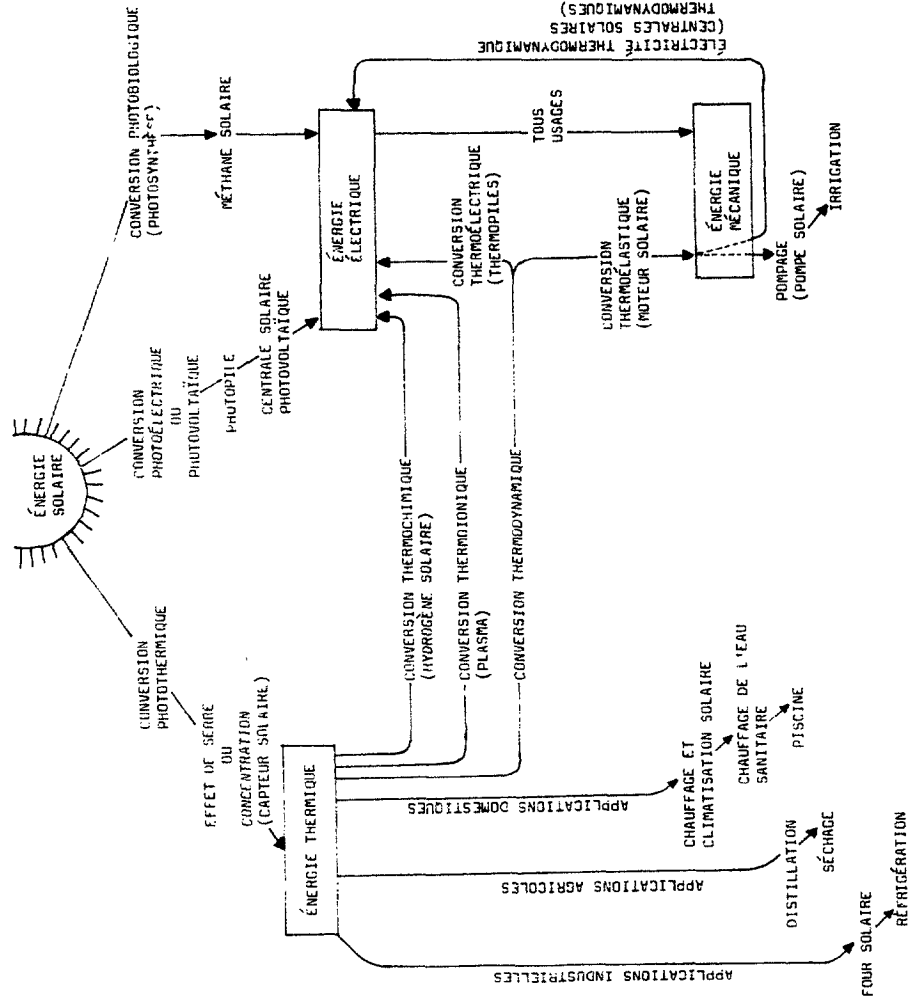 ÉNERGIE
SOLAIRE
CONVERSION
PHOTOTHERMIQUE
EFFET DE SERRE
OU
CONCENTRATION
(CAPTEUR SOLAIRE)
ÉNERGIE THERMIQUE
CONVERSION
PHOTOÉLECTRIQUE
OU
PHOTOVOLTAÏQUE
PHOTOPILE
CENTRALE SOLAIRE
PHOTOVOLTAÏQUE
CONVERSION PHOTOBIOLOGIQUE
(PHOTOSYNTHÈSE)
MÉTHANE SOLAIRE
ÉNERGIE
ÉLECTRIQUE
CONVERSION THERMOCHIMIQUE
(HYDROGÈNE SOLAIRE)
CONVERSION THERMOIONIQUE
(PLASMA)
CONVERSION THERMODYNAMIQUE
CONVERSION
THERMOÉLECTRIQUE
(THERMOPILES)
TOUS
USAGES
CONVERSION
THERMOÉLASTIQUE
(MOTEUR SOLAIRE)
ÉNERGIE
MÉCANIQUE
ÉLECTRICITÉ THERMODYNAMIQUE
(CENTRALES SOLAIRES
THERMODYNAMIQUES)
POMPAGE
(POMPE SOLAIRE)
IRRIGATION
APPLICATIONS DOMESTIQUES
CHAUFFAGE ET
CLIMATISATION SOLAIRE
CHAUFFAGE DE L'EAU
SANITAIRE
PISCINE
APPLICATIONS AGRICOLES
DISTILLATION
SÉCHAGE
APPLICATIONS INDUSTRIELLES
FOUR SOLAIRE
RÉFRIGÉRATION